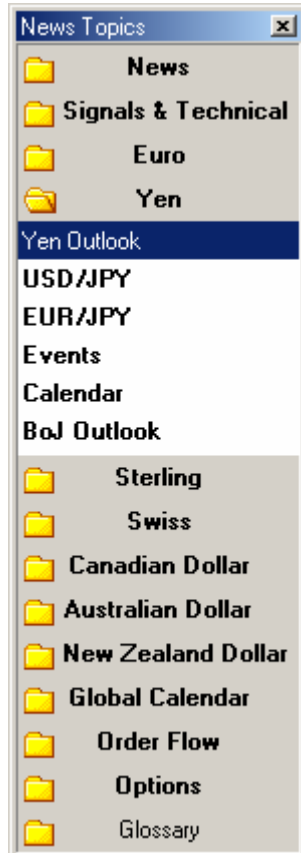 News Topics
News
Signals & Technical
Euro
Yen
Yen Outlook
USD/JPY
EUR/JPY
Events
Calendar
BoJ Outlook
Sterling
Swiss
Canadian Dollar
Australian Dollar
New Zealand Dollar
Global Calendar
Order Flow
Options
Glossary